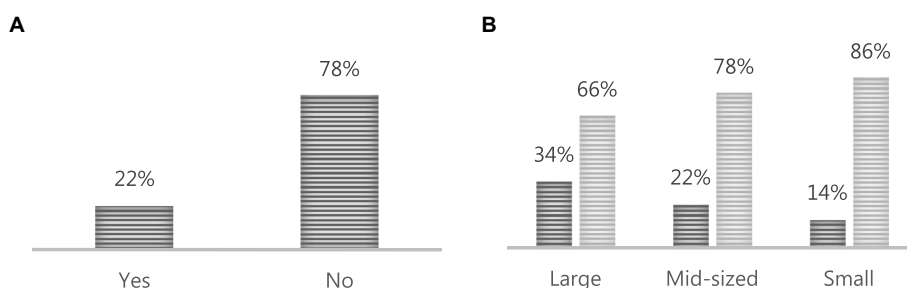 A
78%
22%
Yes
No
B
86%
78%
66%
34%
22%
14%
Large
Mid-sized
Small